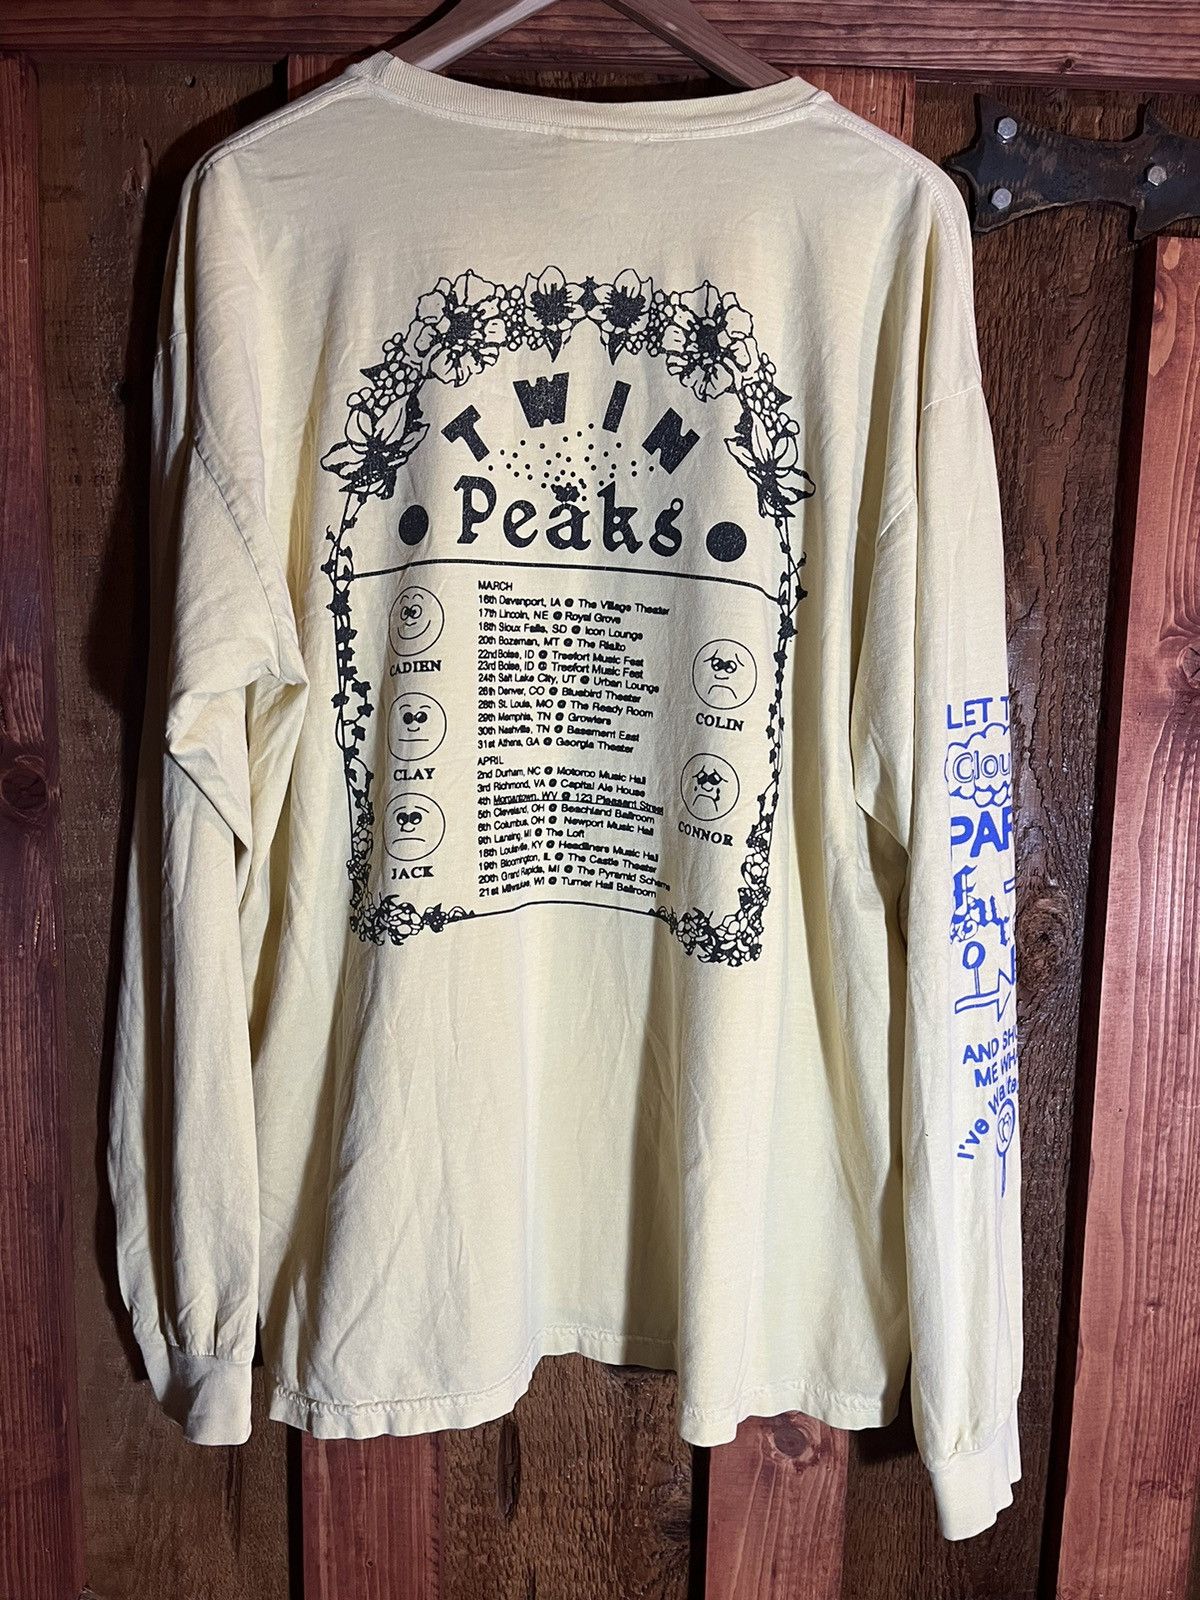 TWIN
Peaks
MARCH
16th Davenport, IA @ The Village Theater
17th Lincoln, NE @ Royal Grove
18th Sioux Falls, SD @ Icon Lounge
20th Bozeman, MT @ The Rialto
22nd Boise, ID @ Treefort Music Fest
23rd Boise, ID @ Treefort Music Fest
24th Salt Lake City, UT @ Urban Lounge
26th Denver, CO @ Bluebird Theater
28th St. Louis, MO @ The Ready Room
29th Memphis, TN @ Growlers
30th Nashville, TN @ Basement East
31st Athens, GA @ Georgia Theater
APRIL
2nd Durham, NC @ Motorco Music Hall
3rd Richmond, VA @ Capital Ale House
4th Morgantown, WV @ 123 Pleasant Street
5th Cleveland, OH @ Beachland Ballroom
6th Columbus, OH @ Newport Music Hall
9th Lansing, MI @ The Loft
18th Louisville, KY @ Headliners Music Hall
19th Bloomington, IL @ The Castle Theater
20th Grand Rapids, MI @ The Pyramid Scheme
21st Milwaukee, WI @ Turner Hall Ballroom
CADIEN
CLAY
JACK
COLIN
CONNOR
LET T
Clou
PAR
AND SHO
ME WH
I've Waite